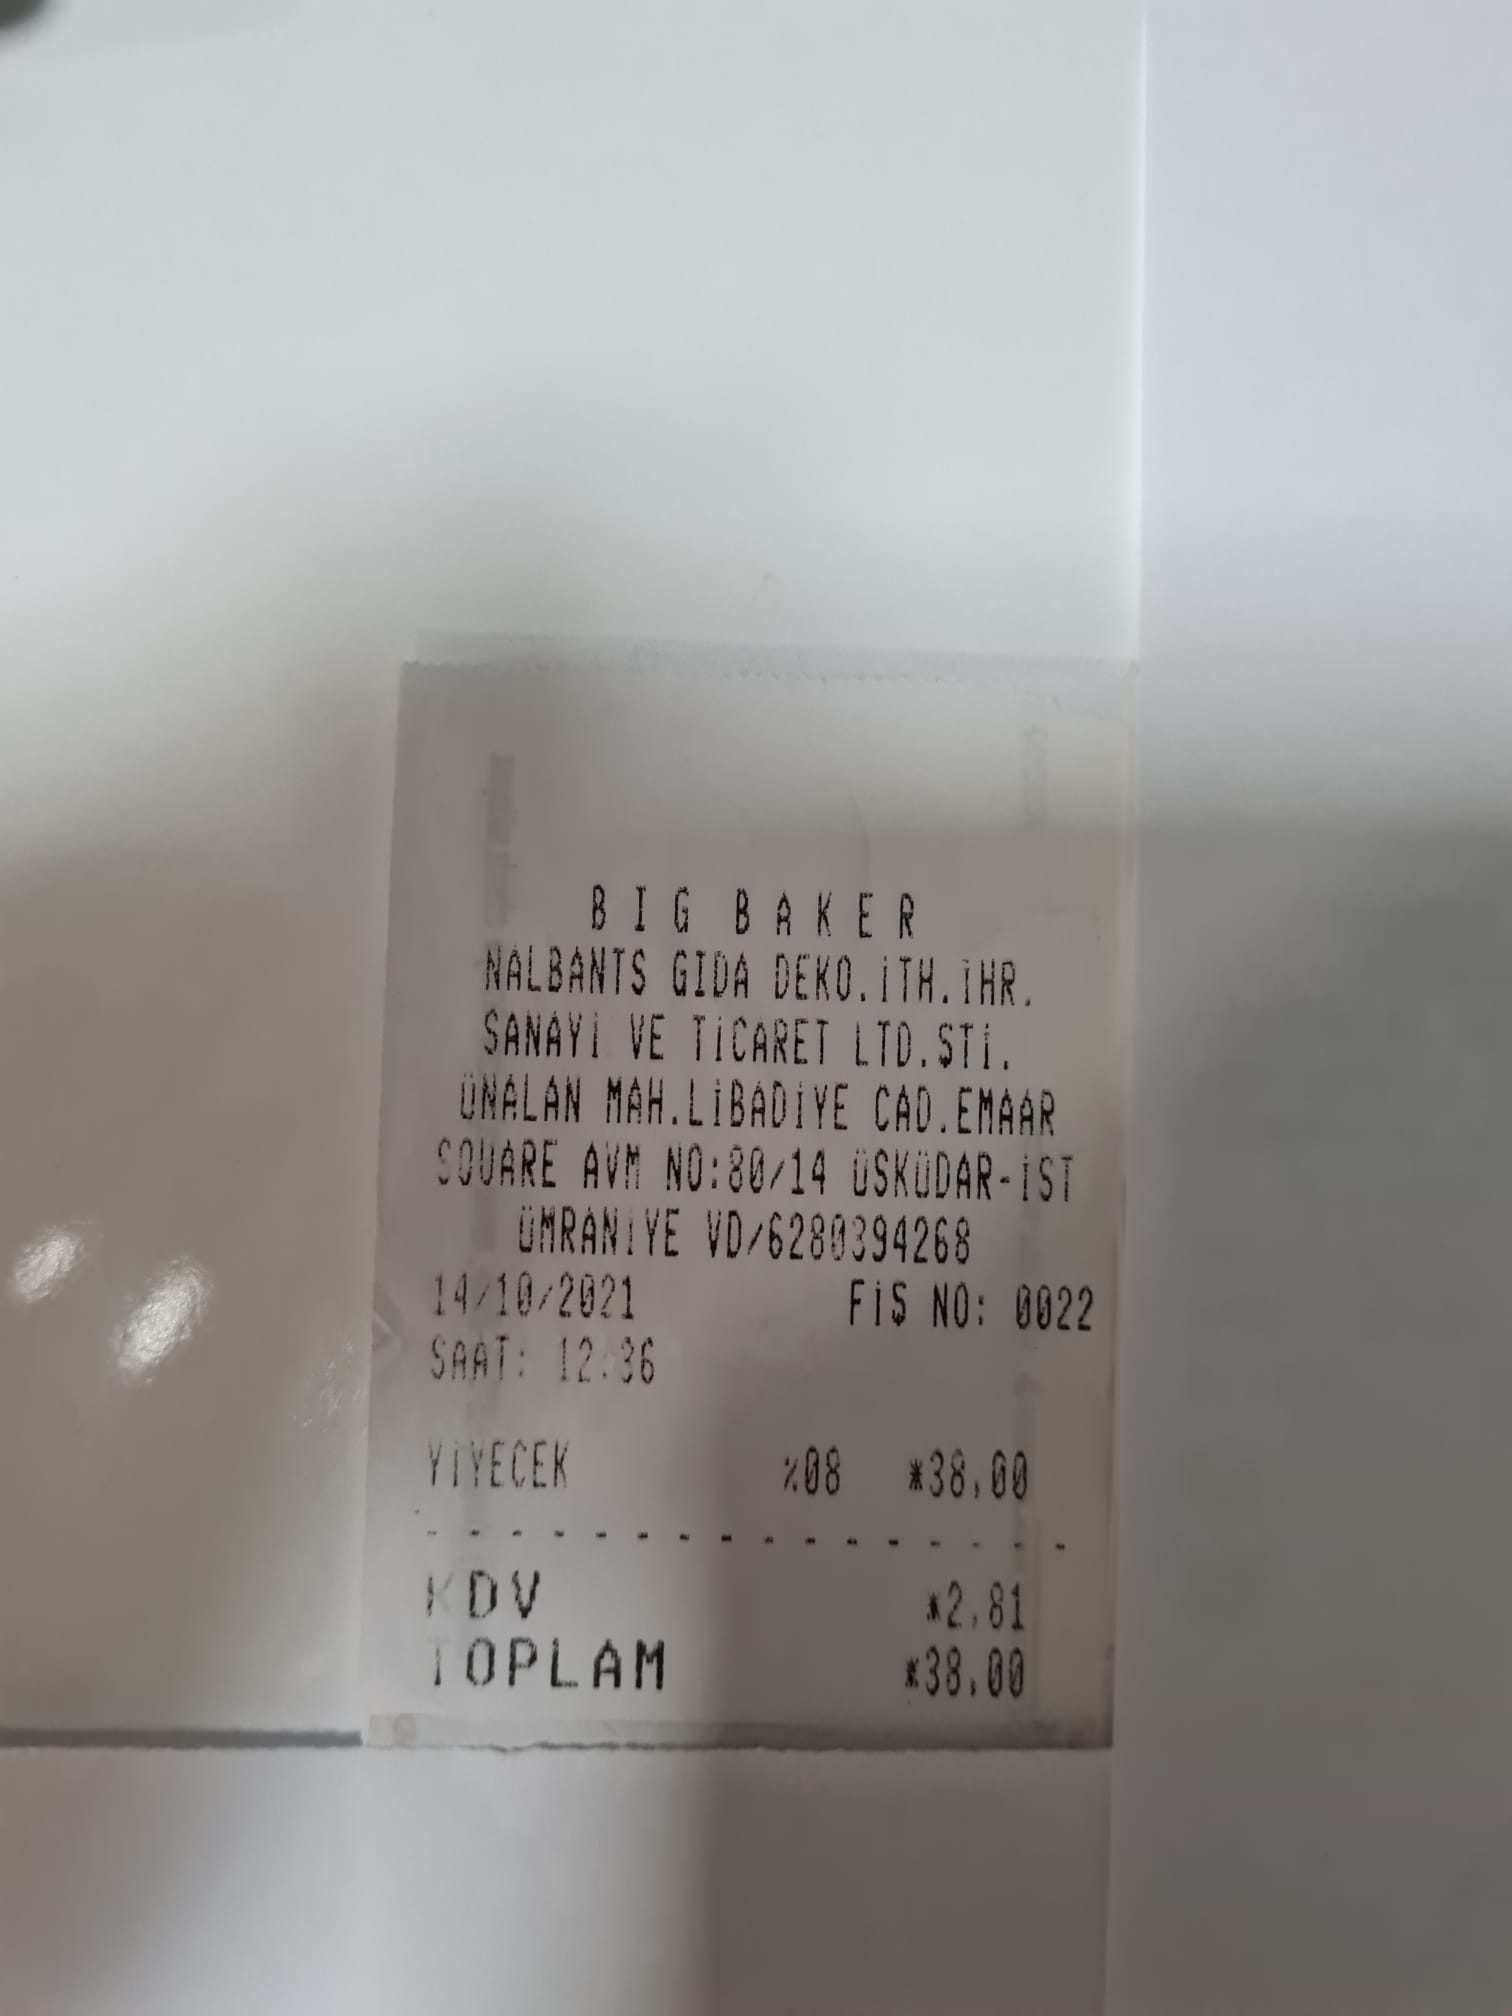 BIG BAKER
NALBANTS GIDA DEKO.İTH.İHR.
SANAYİ VE TİCARET LTD.ŞTİ.
ÜNALAN MAH.LİBADİYE CAD.EMAAR
SQUARE AVM NO:80/14 ÜSKÜDAR-İST
ÜMRANİYE VD/6280394268
14/10/2021 FİŞ NO: 0022
SAAT: 12:36
YİYECEK %08 *38,00
- - - - - - - - - - - - - - - -
KDV *2,81
TOPLAM *38,00